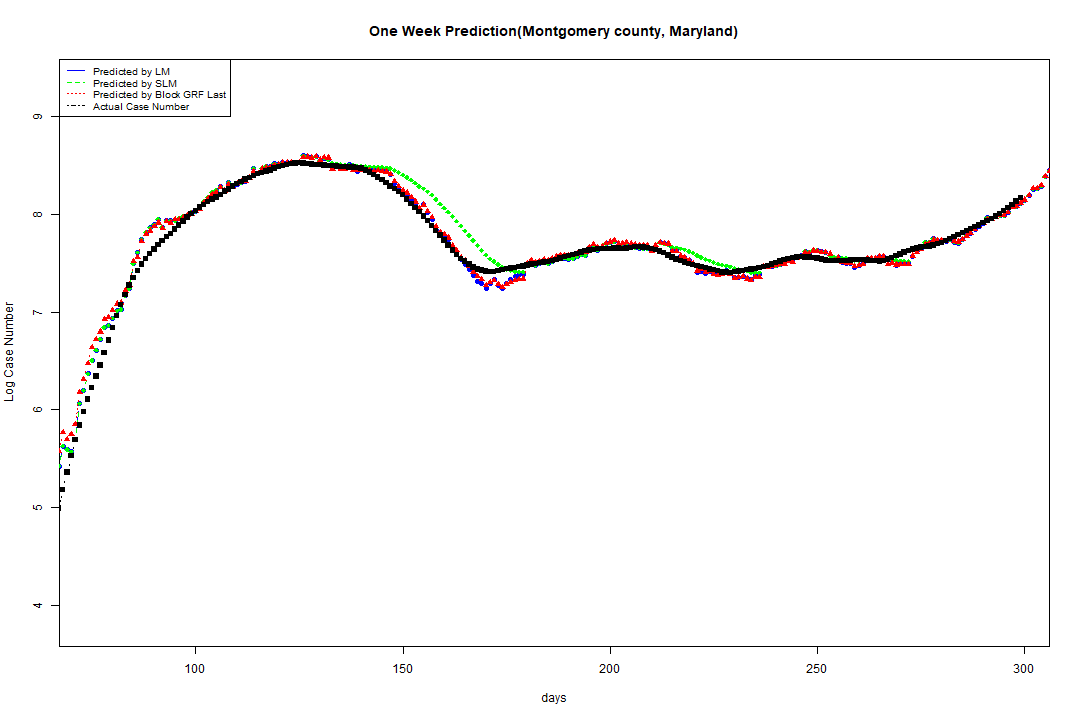 One Week Prediction(Montgomery county, Maryland)
Predicted by LM
Predicted by SLM
Predicted by Block GRF Last
Actual Case Number
9
8
7
6
5
4
Log Case Number
100 150 200 250 300
days